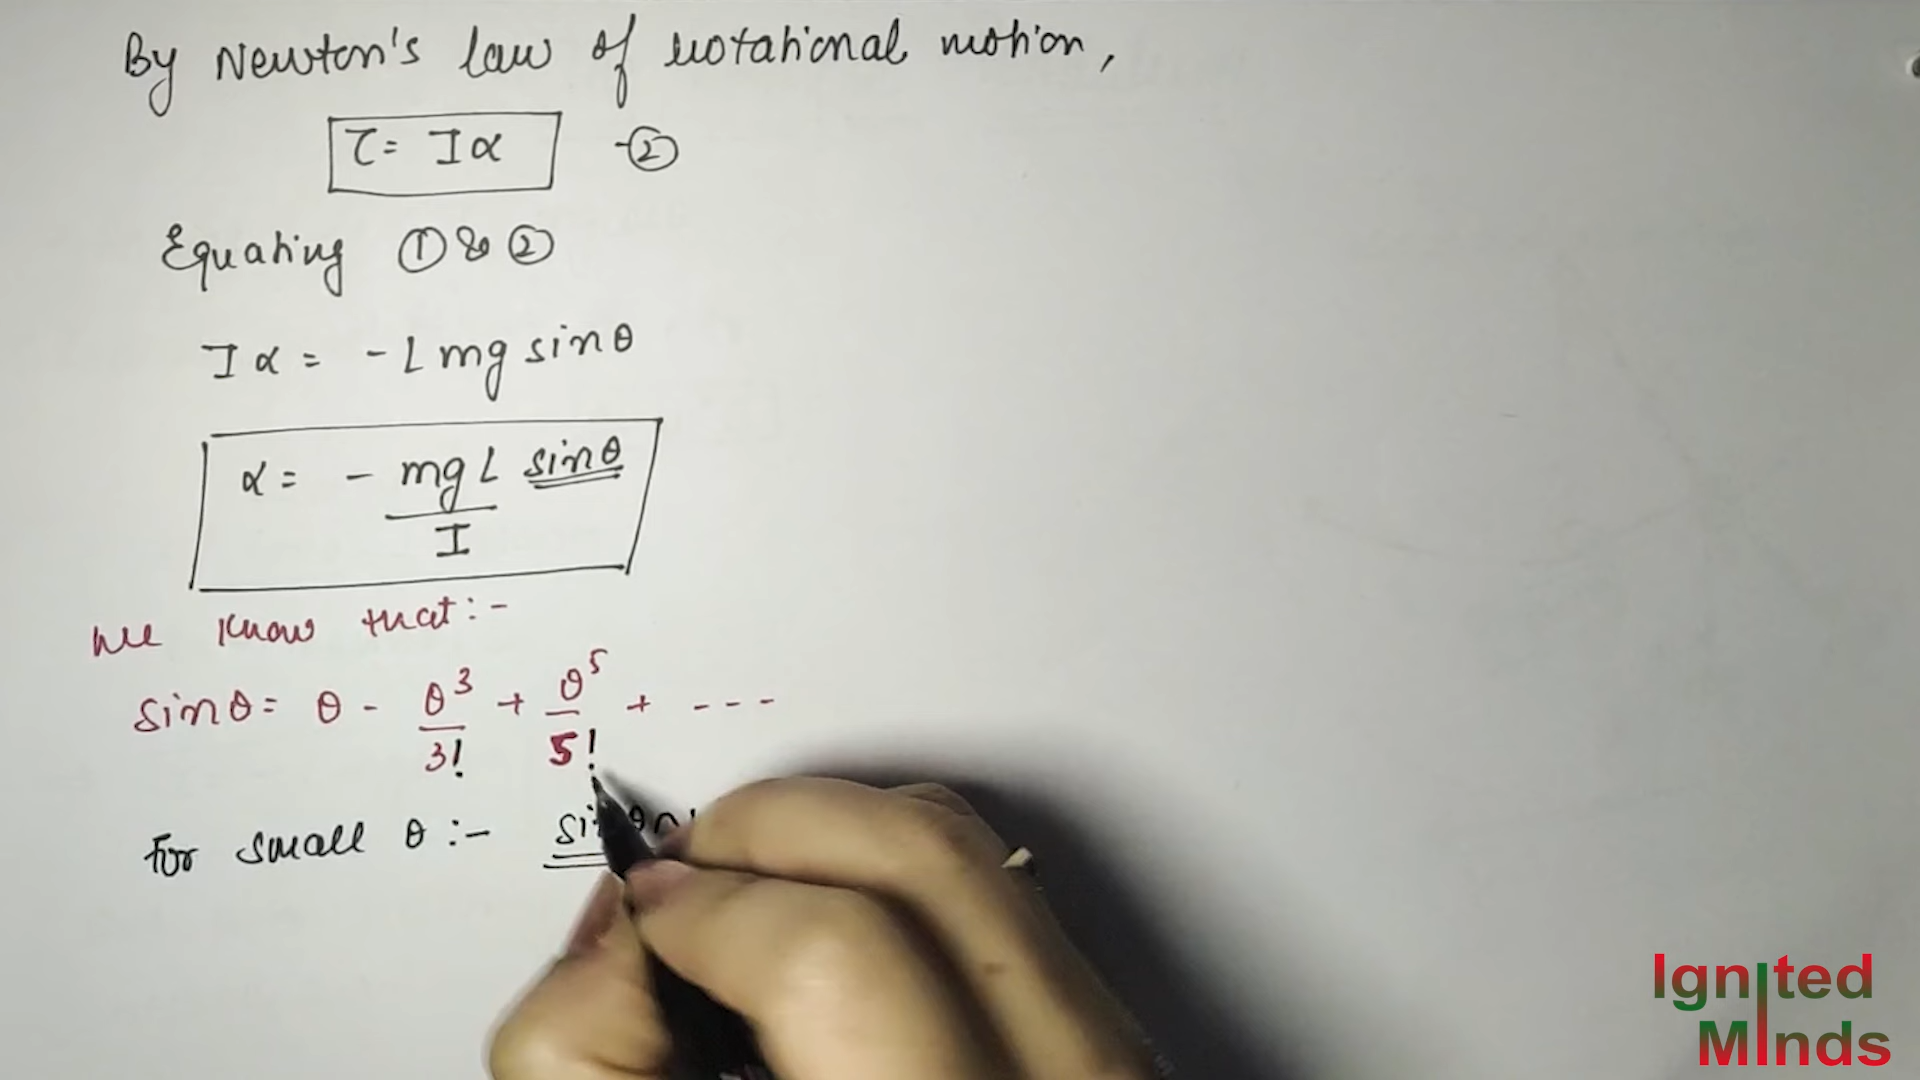 By Newton's law of rotational motion,
τ = Iα -②
Equating ① & ②
Iα = - L mg sinθ
α = - mgL/I sinθ
We know that:-
sinθ = θ - θ³/3! + θ⁵/5! + ---
For small θ :-
Ignited
Minds